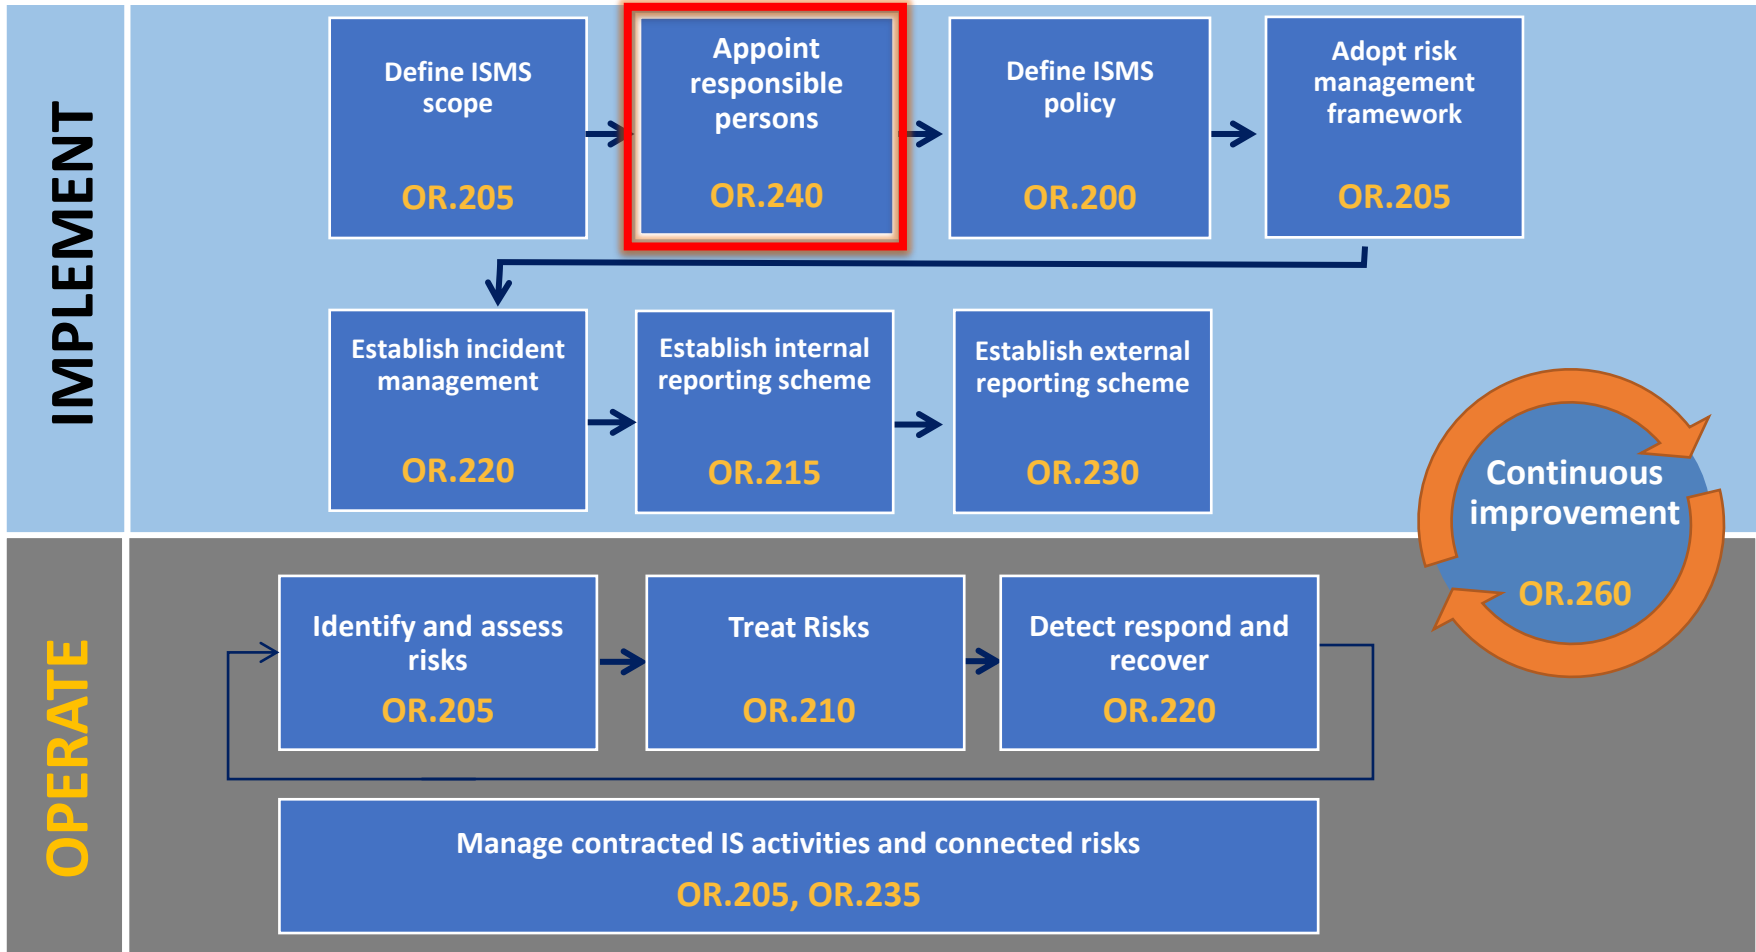 IMPLEMENT
Define ISMS
scope
OR.205
Appoint
responsible
persons
OR.240
Define ISMS
policy
OR.200
Adopt risk
management
framework
OR.205
Establish incident
management
OR.220
Establish internal
reporting scheme
OR.215
Establish external
reporting scheme
OR.230
Continuous
improvement
OR.260
OPERATE
Identify and assess
risks
OR.205
Treat Risks
OR.210
Detect respond and
recover
OR.220
Manage contracted IS activities and connected risks
OR.205, OR.235